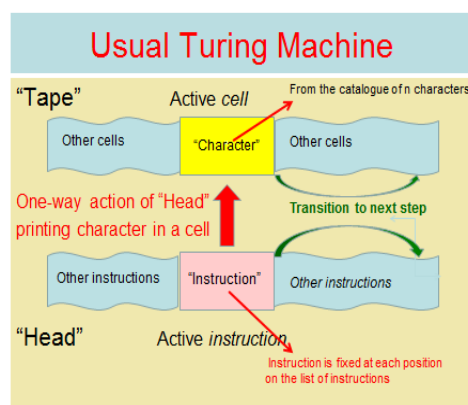 Usual Turing Machine
From the catalogue of n characters
“Tape”
Active cell
Other cells
“Character”
Other cells
One-way action of “Head”
printing character in a cell
Transition to next step
Other instructions
“Instruction”
Other instructions
“Head”
Active instruction
Instruction is fixed at each position
on the list of instructions